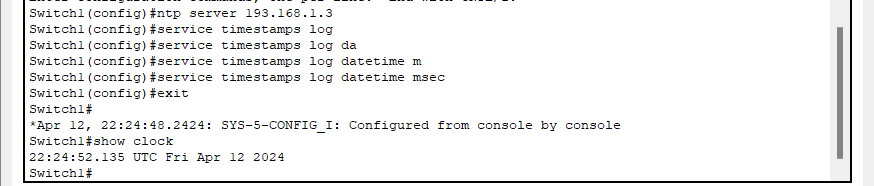 Switch1(config)#ntp server 193.168.1.3
Switch1(config)#service timestamps log
Switch1(config)#service timestamps log da
Switch1(config)#service timestamps log datetime m
Switch1(config)#service timestamps log datetime msec
Switch1(config)#exit
Switch1#
*Apr 12, 22:24:48.2424: SYS-5-CONFIG_I: Configured from console by console
Switch1#show clock
22:24:52.135 UTC Fri Apr 12 2024
Switch1#